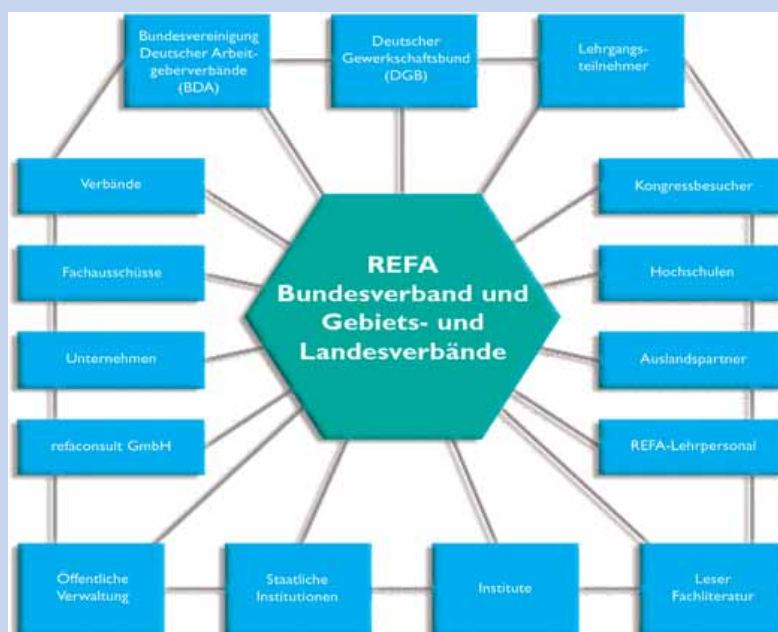 Bundesvereinigung
Deutscher Arbeit-
geberverbände
(BDA)
Deutscher
Gewerkschaftsbund
(DGB)
Lehrgangs-
teilnehmer
Verbände
Kongressbesucher
REFA
Bundesverband und
Gebiets- und
Landesverbände
Fachausschüsse
Hochschulen
Unternehmen
Auslandspartner
refaconsult GmbH
REFA-Lehrpersonal
Öffentliche
Verwaltung
Staatliche
Institutionen
Institute
Leser
Fachliteratur